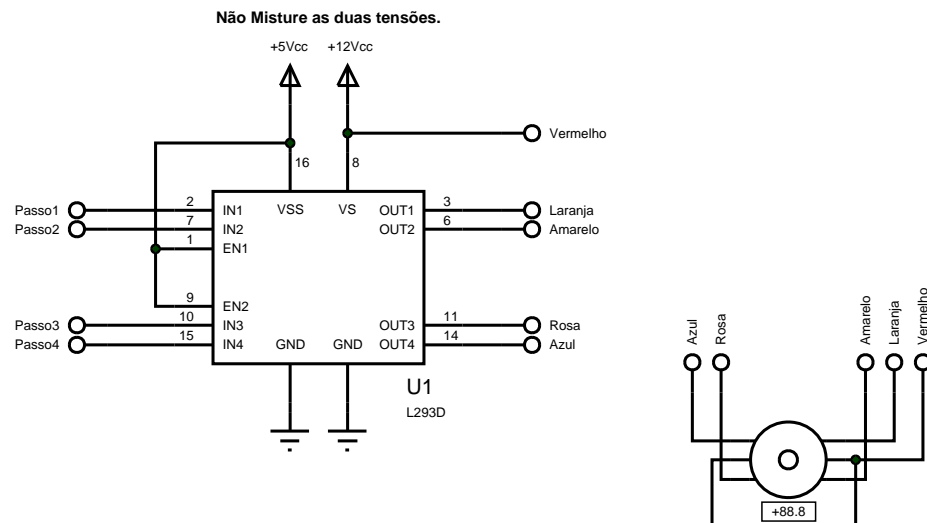 Não Misture as duas tensões.
+5Vcc +12Vcc
Vermelho
16 8
Passo1 2 IN1 VSS VS OUT1 3 Laranja
Passo2 7 IN2 OUT2 6 Amarelo
1 EN1
9 EN2
Passo3 10 IN3 OUT3 11 Rosa
Passo4 15 IN4 GND GND OUT4 14 Azul
U1
L293D
Azul
Rosa
Amarelo
Laranja
Vermelho
+88.8